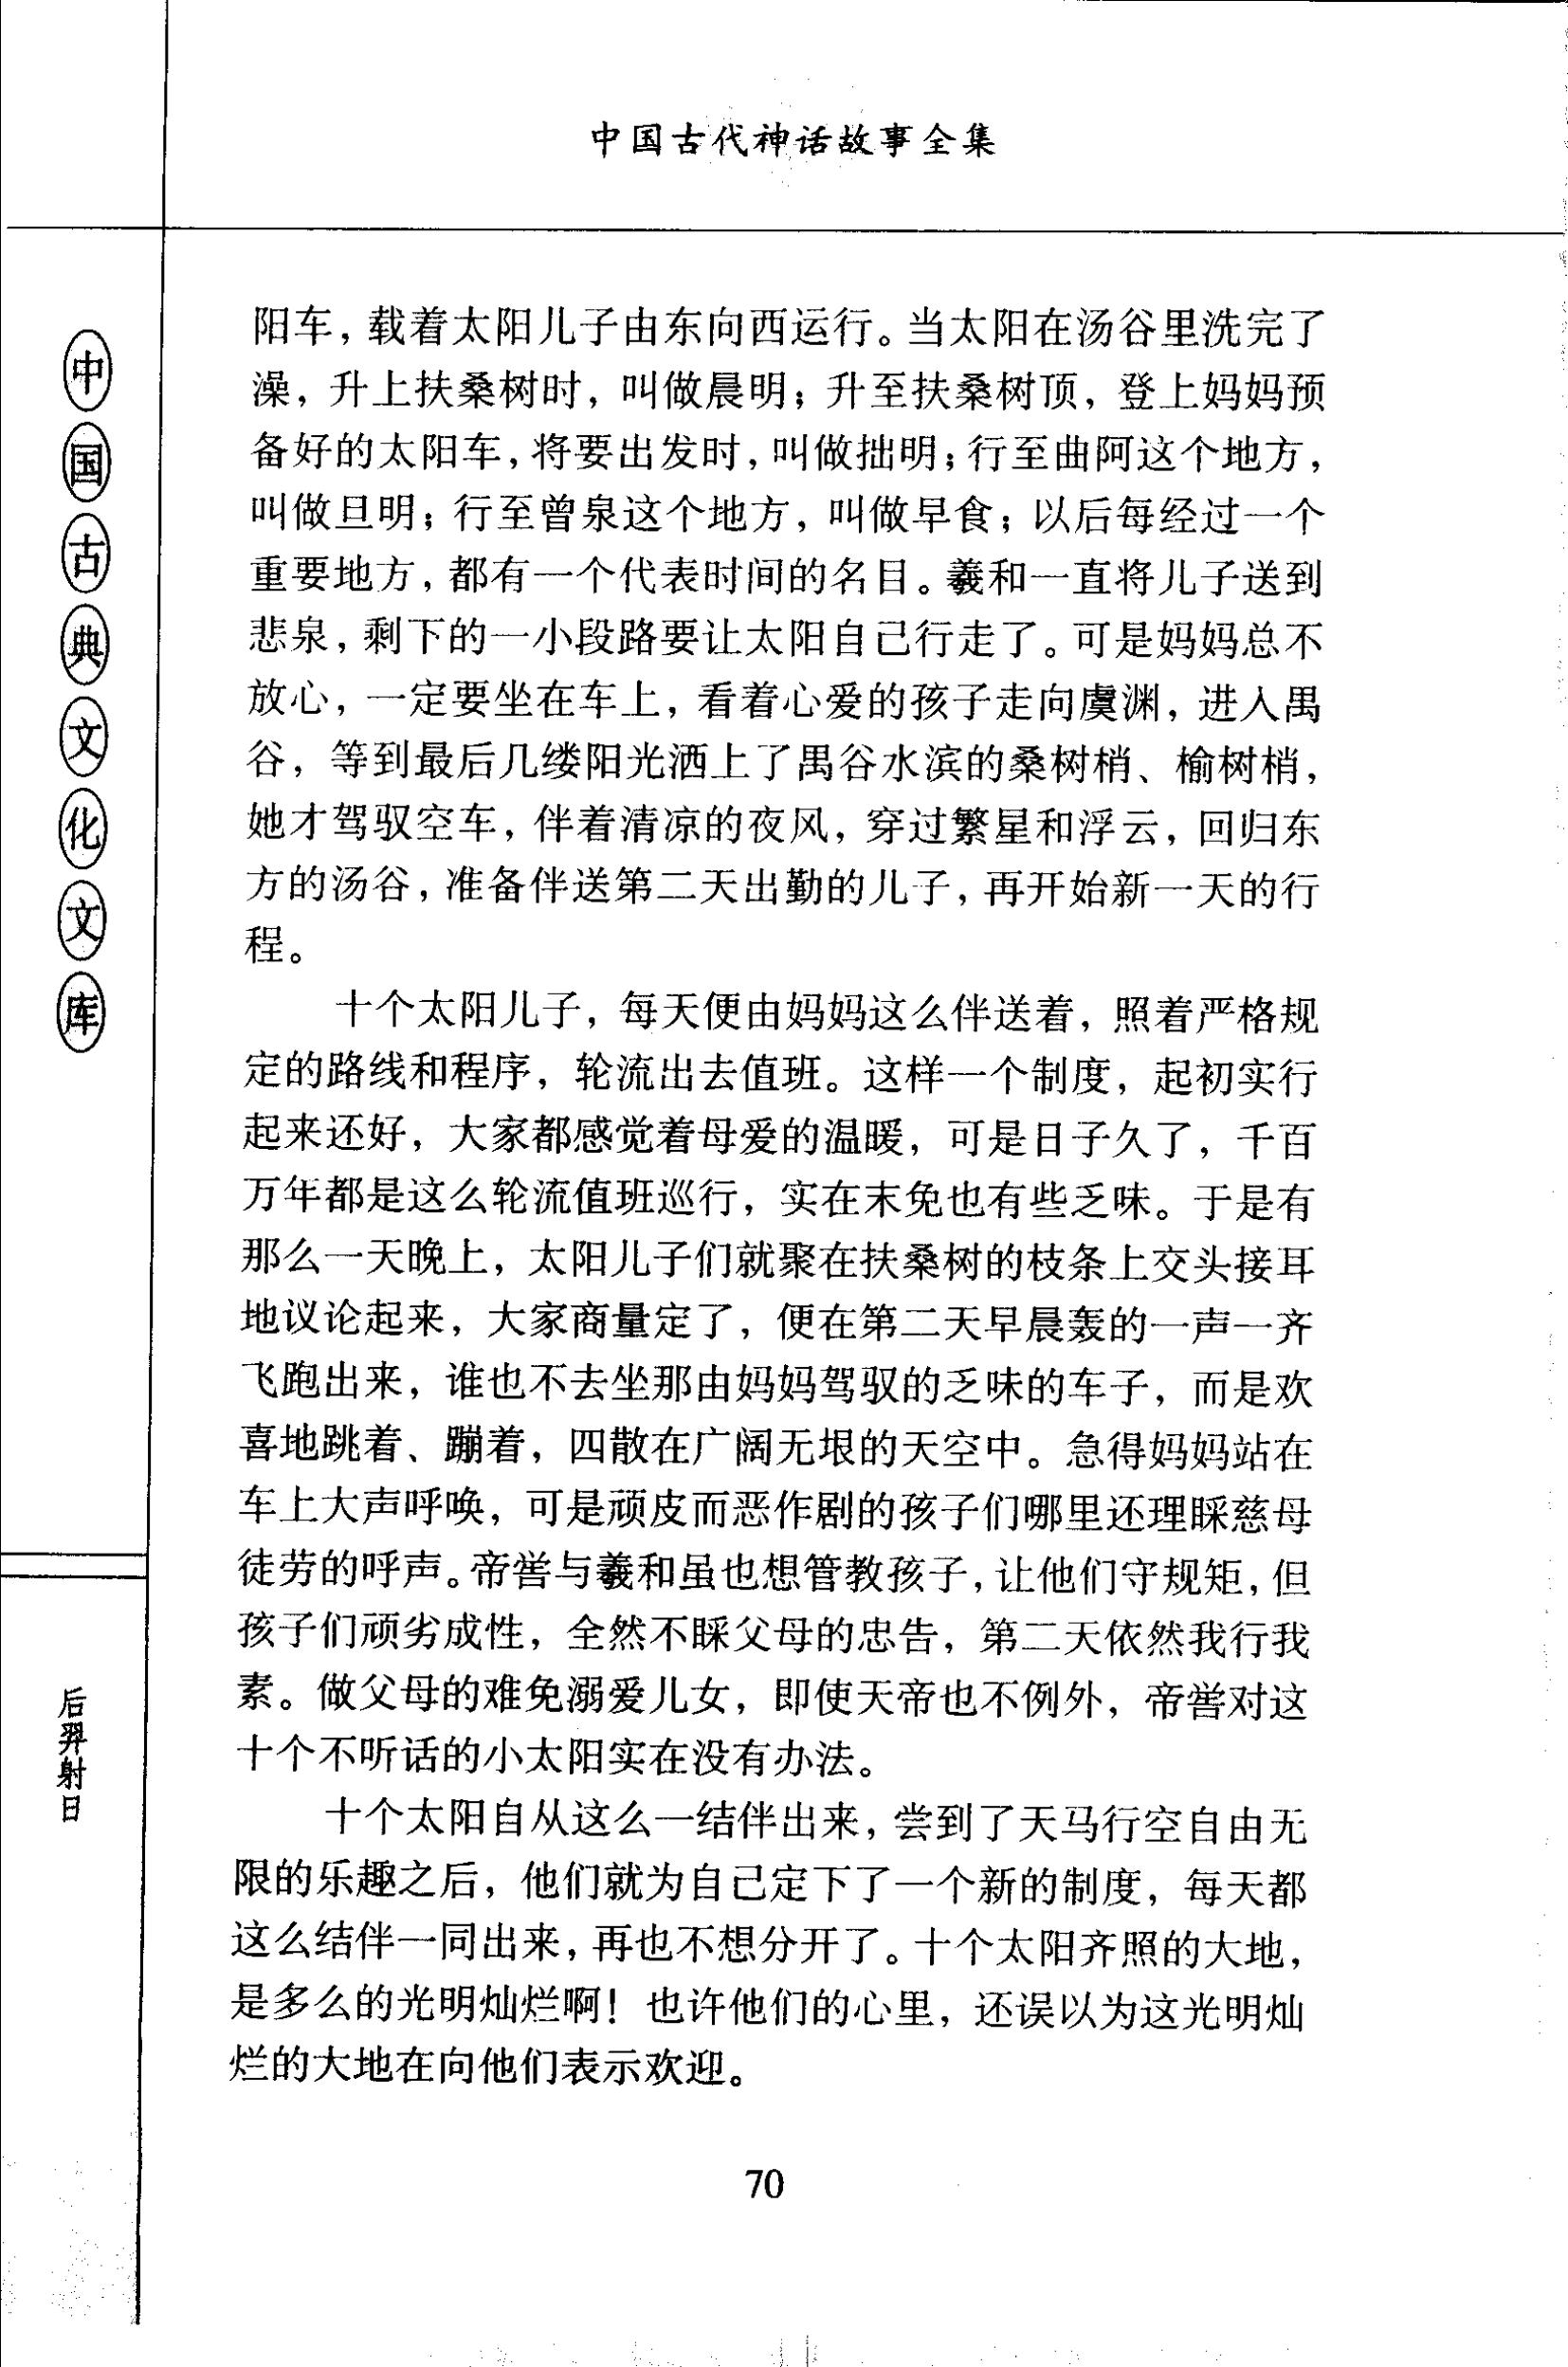 中国古代神话故事全集
中国古典文化文库
后羿射日
阳车，载着太阳儿子由东向西运行。当太阳在汤谷里洗完了
澡，升上扶桑树时，叫做晨明；升至扶桑树顶，登上妈妈预
备好的太阳车，将要出发时，叫做拙明；行至曲阿这个地方，
叫做旦明；行至曾泉这个地方，叫做早食；以后每经过一个
重要地方，都有一个代表时间的名目。羲和一直将儿子送到
悲泉，剩下的一小段路要让太阳自己行走了。可是妈妈总不
放心，一定要坐在车上，看着心爱的孩子走向虞渊，进入禺
谷，等到最后几缕阳光洒上了禺谷水滨的桑树梢、榆树梢，
她才驾驭空车，伴着清凉的夜风，穿过繁星和浮云，回归东
方的汤谷，准备伴送第二天出勤的儿子，再开始新一天的行
程。
十个太阳儿子，每天便由妈妈这么伴送着，照着严格规
定的路线和程序，轮流出去值班。这样一个制度，起初实行
起来还好，大家都感觉着母爱的温暖，可是日子久了，千百
万年都是这么轮流值班巡行，实在末免也有些乏味。于是有
那么一天晚上，太阳儿子们就聚在扶桑树的枝条上交头接耳
地议论起来，大家商量定了，便在第二天早晨轰的一声一齐
飞跑出来，谁也不去坐那由妈妈驾驭的乏味的车子，而是欢
喜地跳着、蹦着，四散在广阔无垠的天空中。急得妈妈站在
车上大声呼唤，可是顽皮而恶作剧的孩子们哪里还理睬慈母
徒劳的呼声。帝喾与羲和虽也想管教孩子，让他们守规矩，但
孩子们顽劣成性，全然不睬父母的忠告，第二天依然我行我
素。做父母的难免溺爱儿女，即使天帝也不例外，帝喾对这
十个不听话的小太阳实在没有办法。
十个太阳自从这么一结伴出来，尝到了天马行空自由无
限的乐趣之后，他们就为自己定下了一个新的制度，每天都
这么结伴一同出来，再也不想分开了。十个太阳齐照的大地，
是多么的光明灿烂啊！也许他们的心里，还误以为这光明灿
烂的大地在向他们表示欢迎。
70